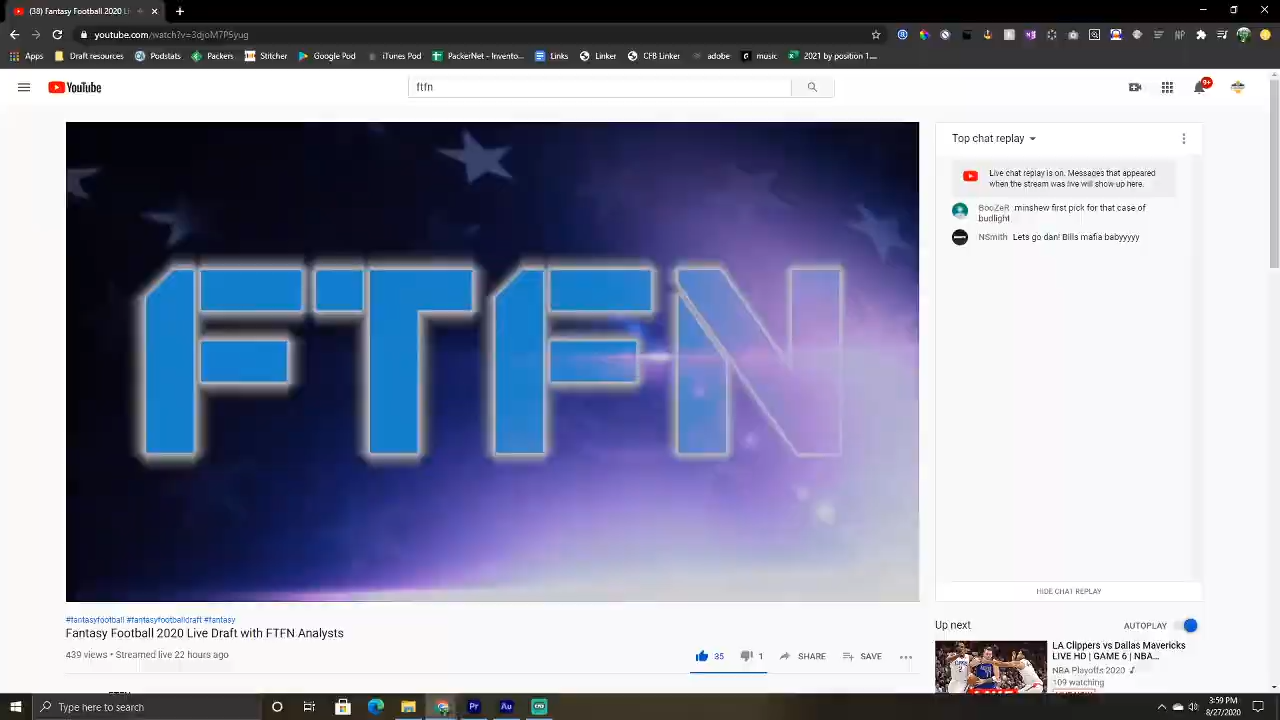 (38) Fantasy Football 2020 Li
youtube.com/watch?v=3djoM7P5yug
Apps
Draft resources
Podstats
Packers
Stitcher
Google Pod
iTunes Pod
PackerNet - Invento...
Links
Linker
CFB Linker
adobe
music
2021 by position 1....
YouTube
ftfn
9+
FTFN
Top chat replay
Live chat replay is on. Messages that appeared
when the stream was live will show up here.
BooZeR minshew first pick for that case of
budlight
NSmith Lets go dan! Bills mafia babyyyyy
HIDE CHAT REPLAY
#fantasyfootball #fantasyfootballdraft #fantasy
Fantasy Football 2020 Live Draft with FTFN Analysts
439 views • Streamed live 22 hours ago
35
1
SHARE
SAVE
Up next
AUTOPLAY
LA Clippers vs Dallas Mavericks
LIVE HD | GAME 6 | NBA...
NBA Playoffs 2020
109 watching
Type here to search
3:59 PM
8/27/2020